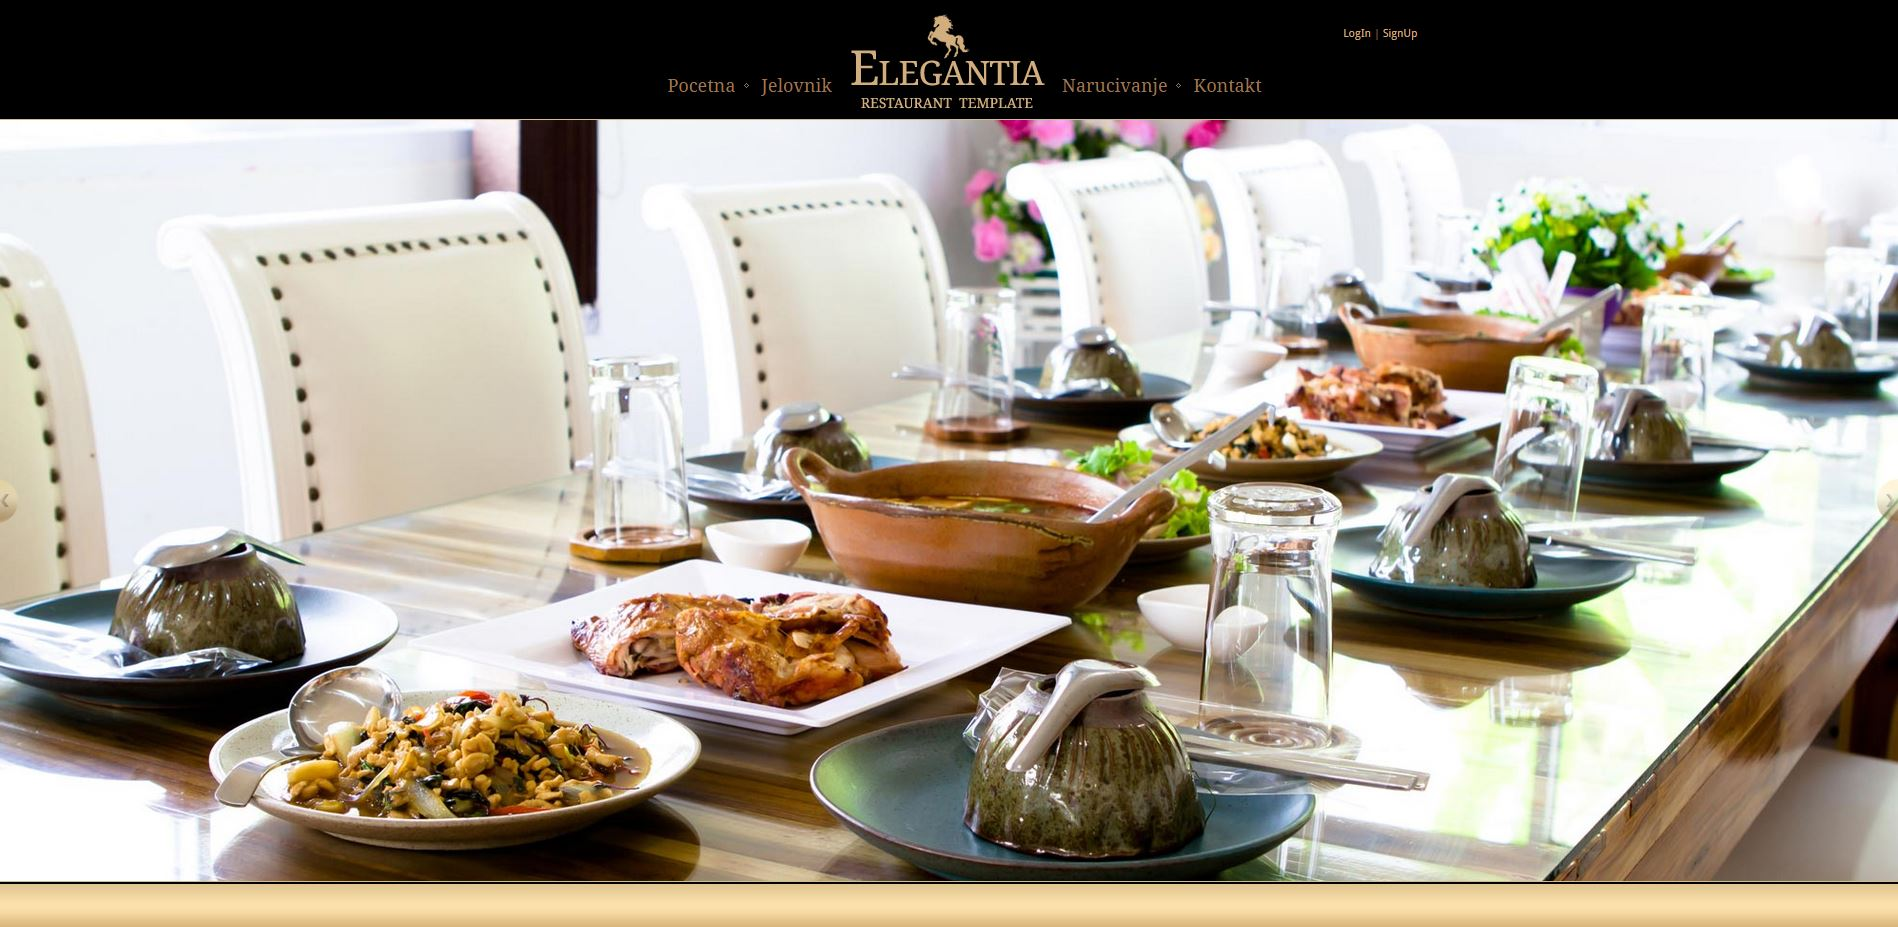 LogIn | SignUp
Pocetna
Jelovnik
ELEGANTIA
RESTAURANT TEMPLATE
Narucivanje
Kontakt